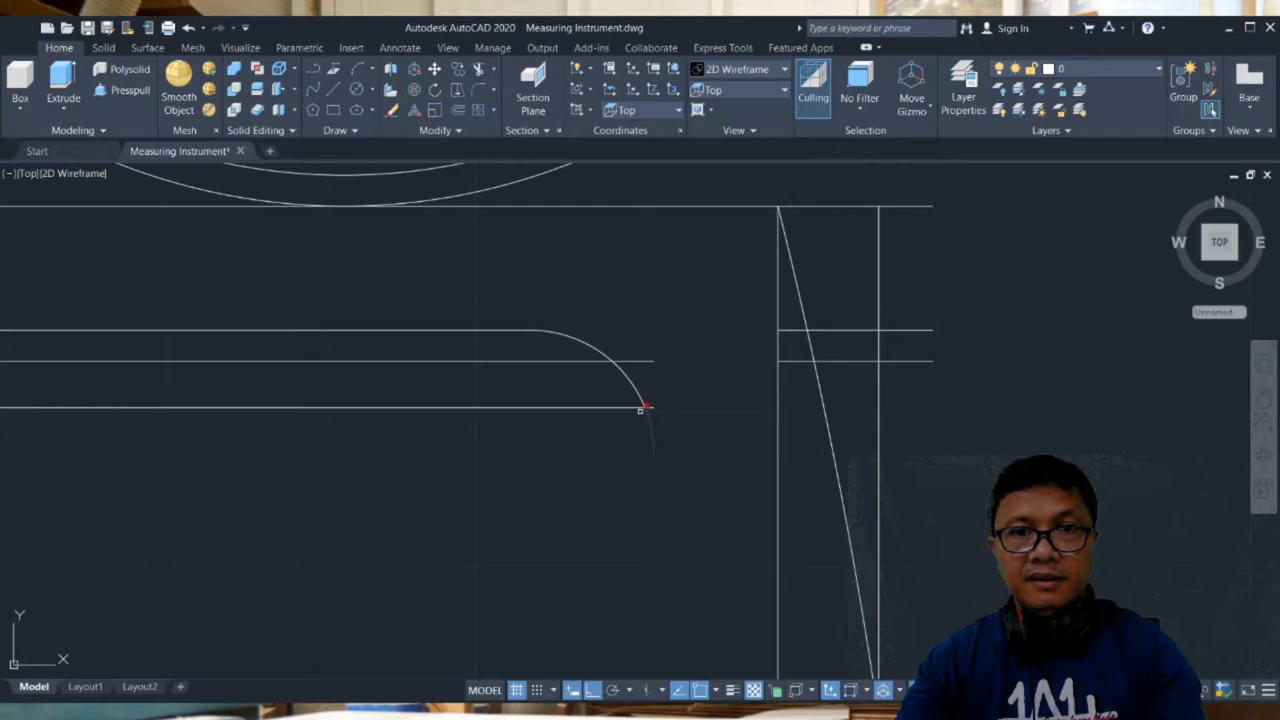 Autodesk AutoCAD 2020 Measuring Instrument.dwg
Type a keyword or phrase
Sign In
Home Solid Surface Mesh Visualize Parametric Insert Annotate View Manage Output Add-ins Collaborate Express Tools Featured Apps
Box
Extrude
Polysolid
Presspull
Smooth
Object
Section
Plane
Top
2D Wireframe
Top
Culling
No Filter
Move
Gizmo
Layer
Properties
0
Group
Base
Modeling
Mesh
Solid Editing
Draw
Modify
Section
Coordinates
View
Selection
Layers
Groups
View
Start
Measuring Instrument*
[−][Top][2D Wireframe]
N
W
TOP
E
S
Unnamed
Y
X
Model Layout1 Layout2
MODEL